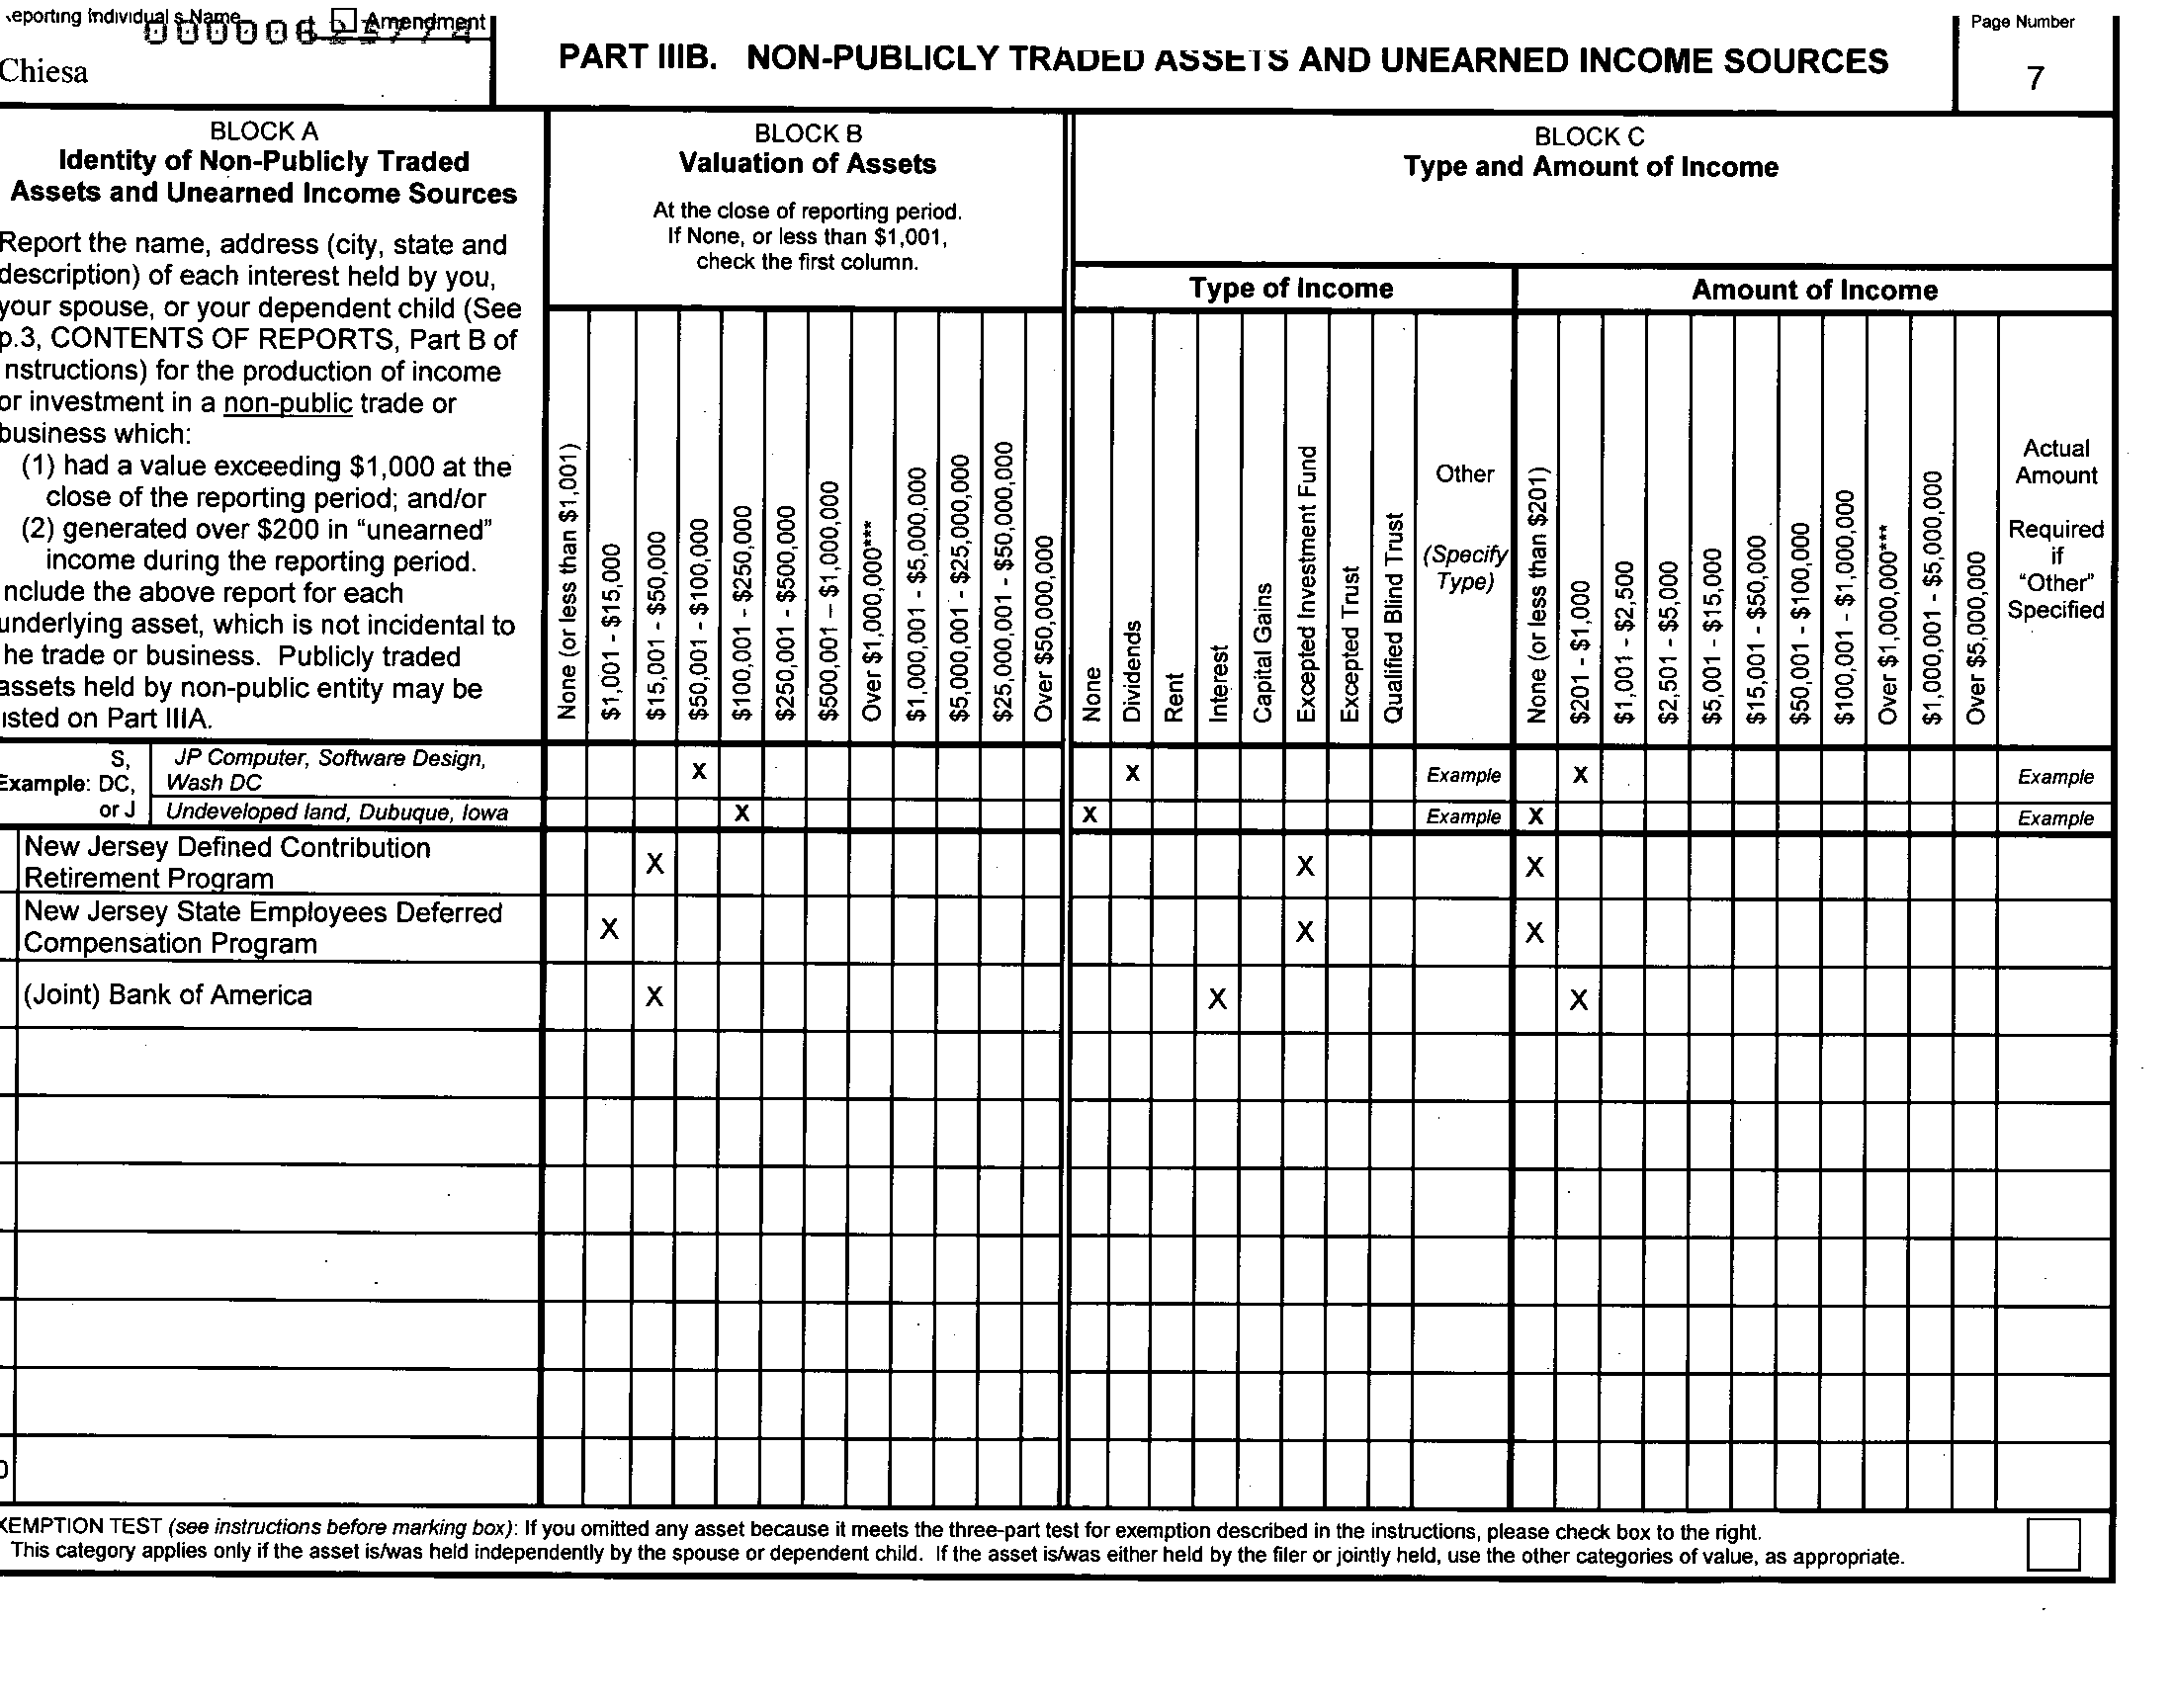 eporting Individual's Name
Amendment
Chiesa
PART IIIB. NON-PUBLICLY TRADED ASSETS AND UNEARNED INCOME SOURCES
Page Number
7
BLOCK A
Identity of Non-Publicly Traded
Assets and Unearned Income Sources
Report the name, address (city, state and
description) of each interest held by you,
your spouse, or your dependent child (See
p.3, CONTENTS OF REPORTS, Part B of
nstructions) for the production of income
or investment in a non-public trade or
business which:
(1) had a value exceeding $1,000 at the
close of the reporting period; and/or
(2) generated over $200 in “unearned”
income during the reporting period.
nclude the above report for each
underlying asset, which is not incidental to
he trade or business. Publicly traded
assets held by non-public entity may be
isted on Part IIIA.
BLOCK B
Valuation of Assets
At the close of reporting period.
If None, or less than $1,001,
check the first column.
None (or less than $1,001)
$1,001 - $15,000
$15,001 - $50,000
$50,001 - $100,000
$100,001 - $250,000
$250,001 - $500,000
$500,001 – $1,000,000
Over $1,000,000***
$1,000,001 - $5,000,000
$5,000,001 - $25,000,000
$25,000,001 - $50,000,000
Over $50,000,000
BLOCK C
Type and Amount of Income
Type of Income
None
Dividends
Rent
Interest
Capital Gains
Excepted Investment Fund
Excepted Trust
Qualified Blind Trust
Other
(Specify
Type)
Amount of Income
None (or less than $201)
$201 - $1,000
$1,001 - $2,500
$2,501 - $5,000
$5,001 - $15,000
$15,001 - $50,000
$50,001 - $100,000
$100,001 - $1,000,000
Over $1,000,000***
$1,000,001 - $5,000,000
Over $5,000,000
Actual
Amount
Required
if
“Other”
Specified
S,
Example: DC,
or J
JP Computer, Software Design,
Wash DC
X X Example X Example
Undeveloped land, Dubuque, Iowa X X Example X Example
New Jersey Defined Contribution
Retirement Program
X X X
New Jersey State Employees Deferred
Compensation Program
X X X
(Joint) Bank of America X X X
XEMPTION TEST (see instructions before marking box): If you omitted any asset because it meets the three-part test for exemption described in the instructions, please check box to the right.
This category applies only if the asset is/was held independently by the spouse or dependent child. If the asset is/was either held by the filer or jointly held, use the other categories of value, as appropriate.